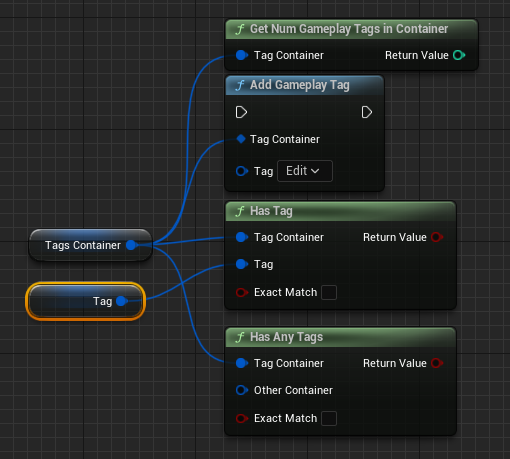 Get Num Gameplay Tags in Container
Tag Container Return Value
Add Gameplay Tag
Tag Container
Tag Edit
Has Tag
Tags Container
Tag Container Return Value
Tag
Tag
Exact Match
Has Any Tags
Tag Container Return Value
Other Container
Exact Match